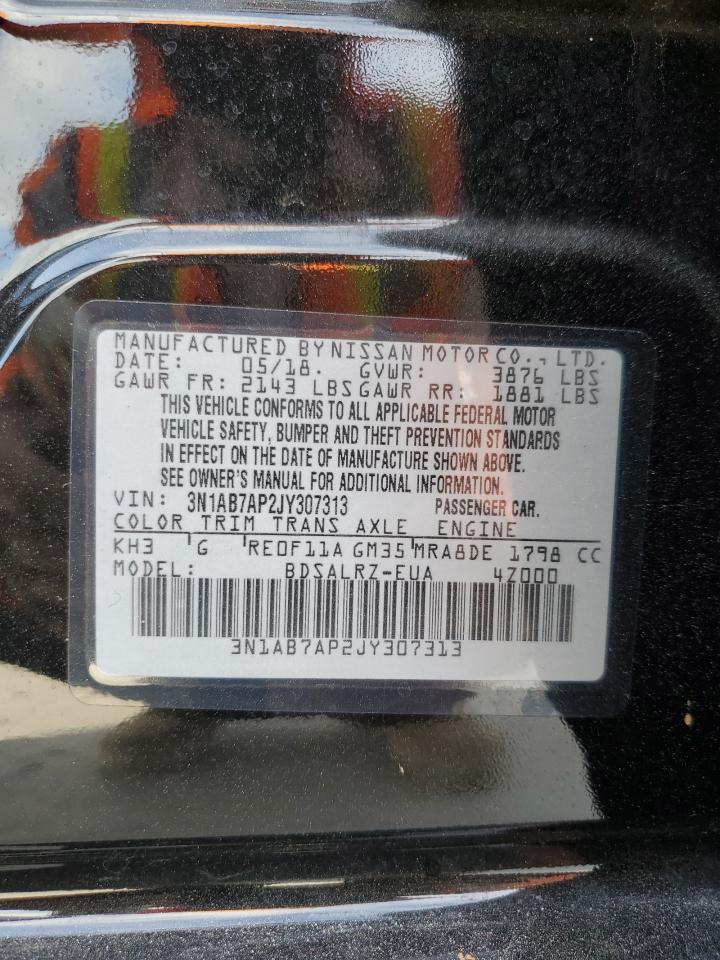 MANUFACTURED BY NISSAN MOTOR CO., LTD.
DATE: 05/18. GVWR: 3876 LBS
GAWR FR: 2143 LBS GAWR RR: 1881 LBS
THIS VEHICLE CONFORMS TO ALL APPLICABLE FEDERAL MOTOR
VEHICLE SAFETY, BUMPER AND THEFT PREVENTION STANDARDS
IN EFFECT ON THE DATE OF MANUFACTURE SHOWN ABOVE.
SEE OWNER'S MANUAL FOR ADDITIONAL INFORMATION.
VIN: 3N1AB7AP2JY307313 PASSENGER CAR.
COLOR TRIM TRANS AXLE ENGINE
KH3 G RE0F11A GM35 MRA8DE 1798 CC
MODEL: BDSALRZ-EUA 4Z000
3N1AB7AP2JY307313